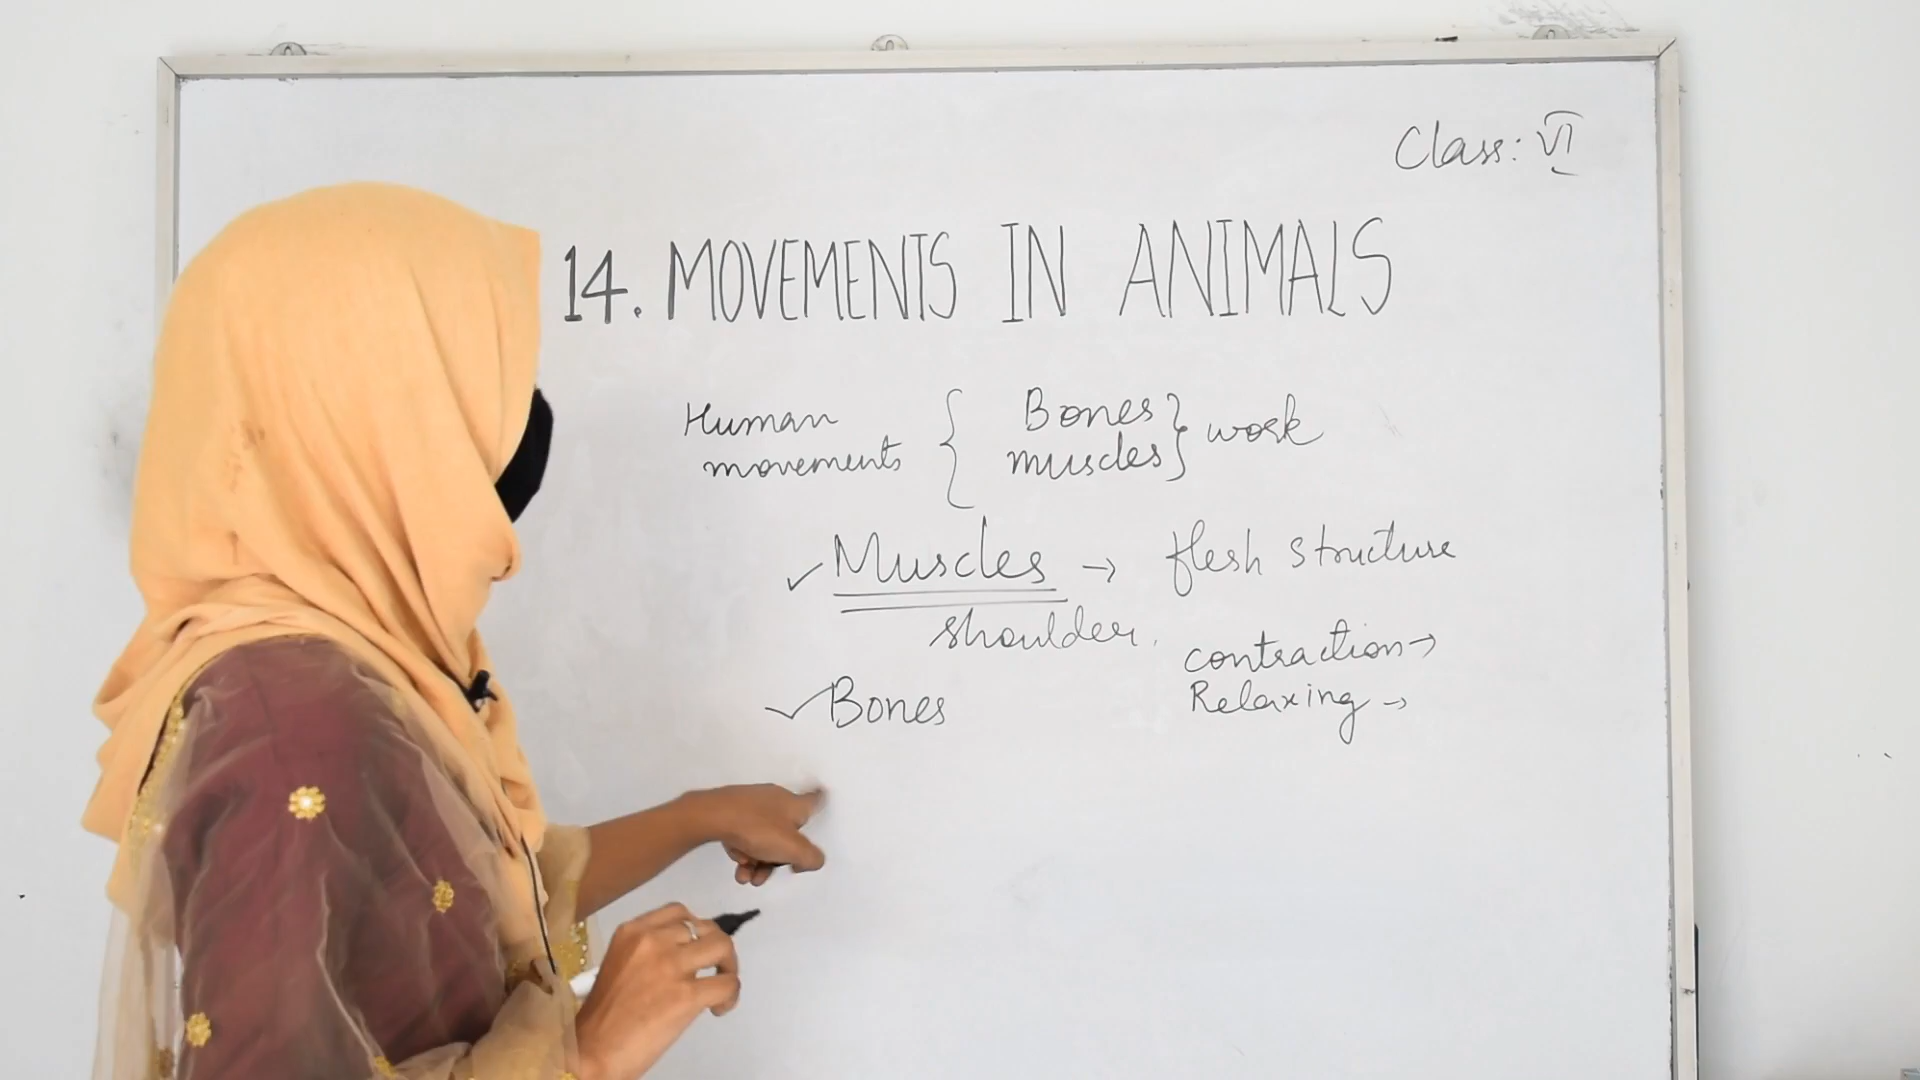 Class: VI
14. MOVEMENTS IN ANIMALS
Human movements { Bones muscles } work
✓ Muscles → flesh structure
shoulder.
contraction →
✓ Bones
Relaxing →